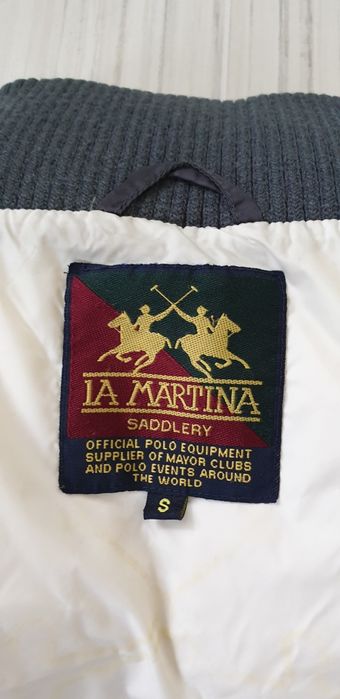 LA MARTINA
SADDLERY
OFFICIAL POLO EQUIPMENT
SUPPLIER OF MAYOR CLUBS
AND POLO EVENTS AROUND
THE WORLD
S